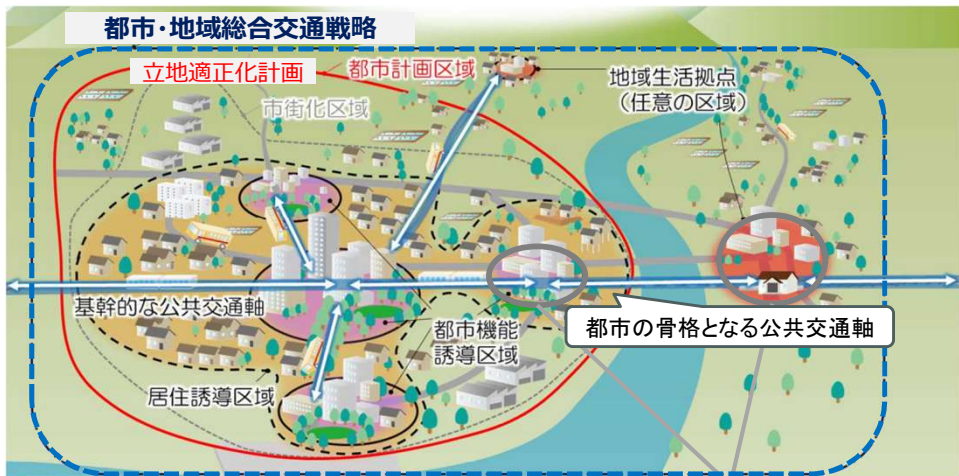 都市・地域総合交通戦略
立地適正化計画
都市計画区域
市街化区域
地域生活拠点
（任意の区域）
基幹的な公共交通軸
都市機能
誘導区域
都市の骨格となる公共交通軸
居住誘導区域